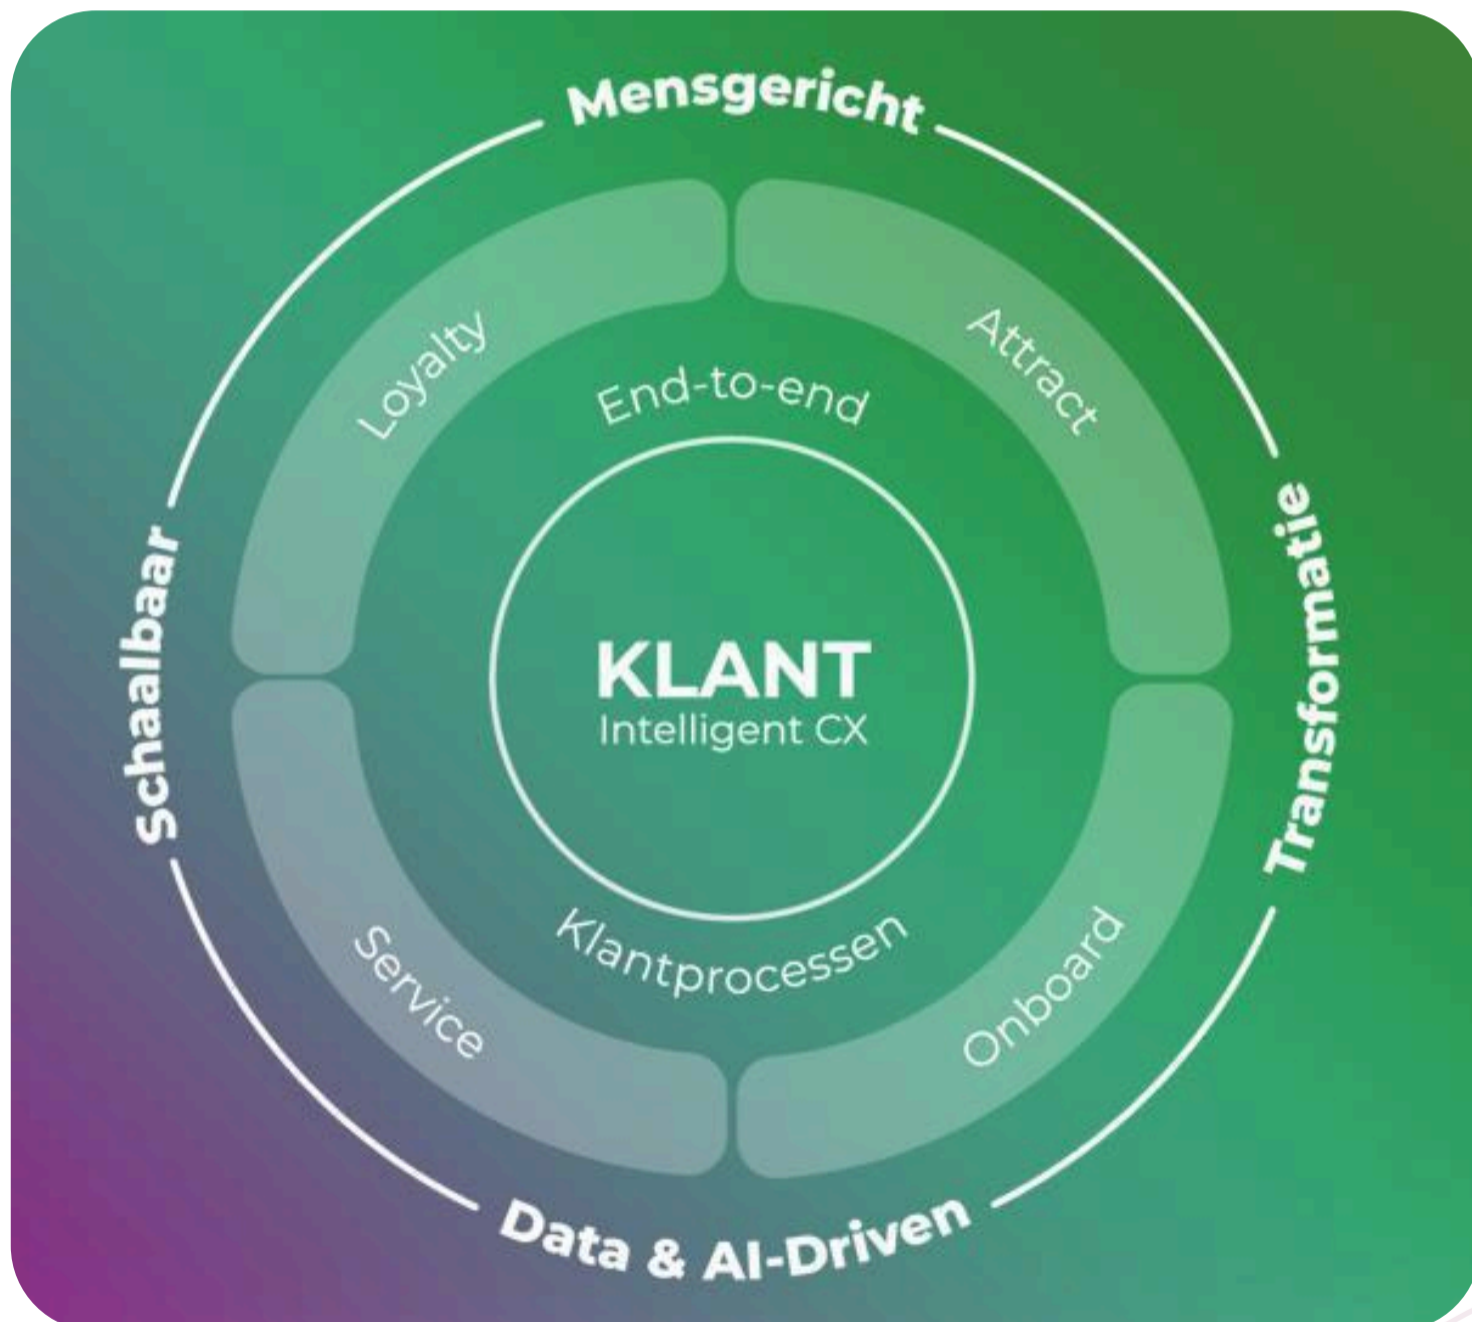 Mensgericht
Loyalty
Attract
End-to-end
Schaalbaar
Transformatie
KLANT
Intelligent CX
Klantprocessen
Service
Onboard
Data & AI-Driven